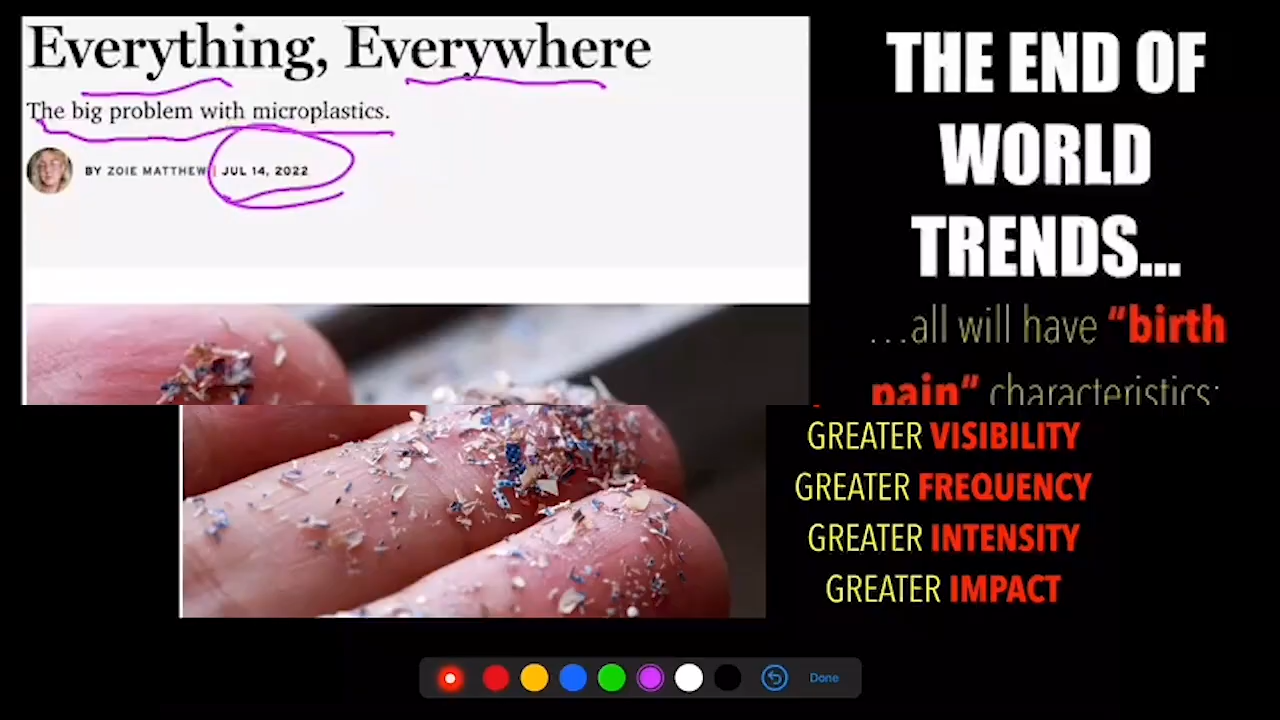 Everything, Everywhere
The big problem with microplastics.
BY ZOIE MATTHEW | JUL 14, 2022
THE END OF
WORLD
TRENDS...
...all will have "birth
pain" characteristics:
GREATER VISIBILITY
GREATER FREQUENCY
GREATER INTENSITY
GREATER IMPACT
Done